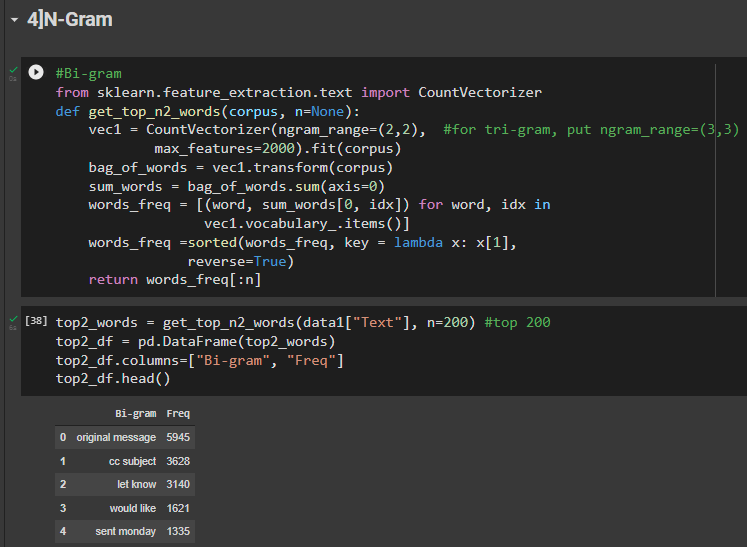 4]N-Gram
#Bi-gram
from sklearn.feature_extraction.text import CountVectorizer
def get_top_n2_words(corpus, n=None):
    vec1 = CountVectorizer(ngram_range=(2,2),  #for tri-gram, put ngram_range=(3,3)
            max_features=2000).fit(corpus)
    bag_of_words = vec1.transform(corpus)
    sum_words = bag_of_words.sum(axis=0)
    words_freq = [(word, sum_words[0, idx]) for word, idx in
                  vec1.vocabulary_.items()]
    words_freq =sorted(words_freq, key = lambda x: x[1],
                reverse=True)
    return words_freq[:n]
[38] top2_words = get_top_n2_words(data1["Text"], n=200) #top 200
top2_df = pd.DataFrame(top2_words)
top2_df.columns=["Bi-gram", "Freq"]
top2_df.head()
Bi-gram Freq
0 original message 5945
1 cc subject 3628
2 let know 3140
3 would like 1621
4 sent monday 1335